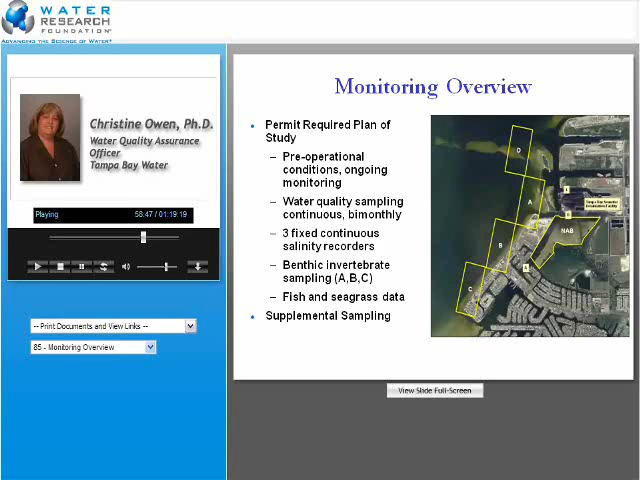 WATER
RESEARCH
FOUNDATION®
ADVANCING THE SCIENCE OF WATER®
Christine Owen, Ph.D.
Water Quality Assurance
Officer
Tampa Bay Water
Playing
58:47 / 01:19:19
-- Print Documents and View Links --
85 - Monitoring Overview
Monitoring Overview
• Permit Required Plan of
Study
– Pre-operational
conditions, ongoing
monitoring
– Water quality sampling
continuous, bimonthly
– 3 fixed continuous
salinity recorders
– Benthic invertebrate
sampling (A,B,C)
– Fish and seagrass data
• Supplemental Sampling
D
A
B
C
NAB
View Slide Full-Screen